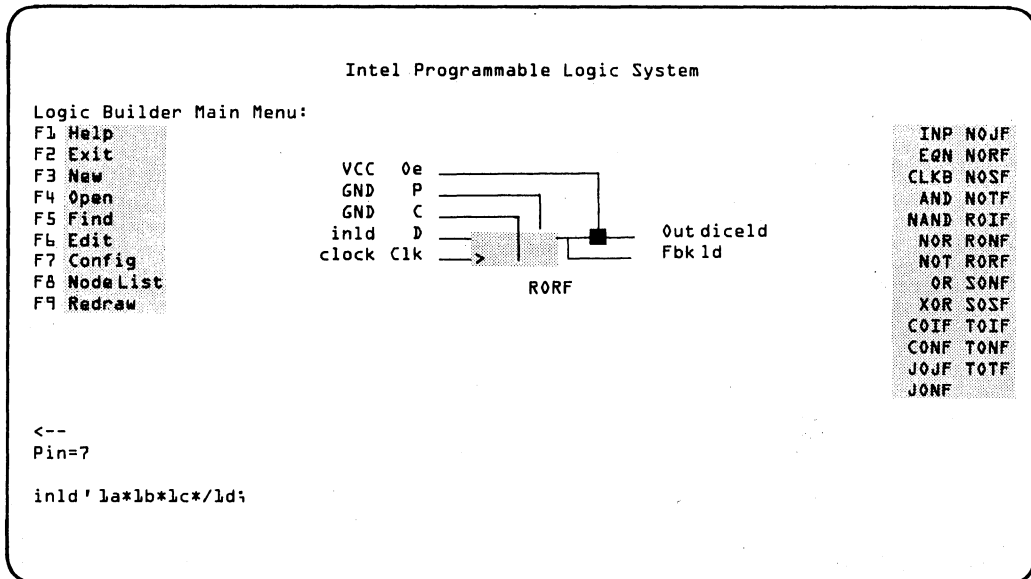 Intel Programmable Logic System
Logic Builder Main Menu:
F1 Help
F2 Exit
F3 New
F4 Open
F5 Find
F6 Edit
F7 Config
F8 Node List
F9 Redraw
VCC Oe
GND P
GND C
inld D
clock Clk
>
RORF
Out diceld
Fbk ld
INP NOJF
EQN NORF
CLKB NOSF
AND NOTF
NAND ROIF
NOR RONF
NOT RORF
OR SONF
XOR SOSF
COIF TOIF
CONF TONF
JOJF TOTF
JONF
<--
Pin=7
inld ' la*lb*lc*/ld;